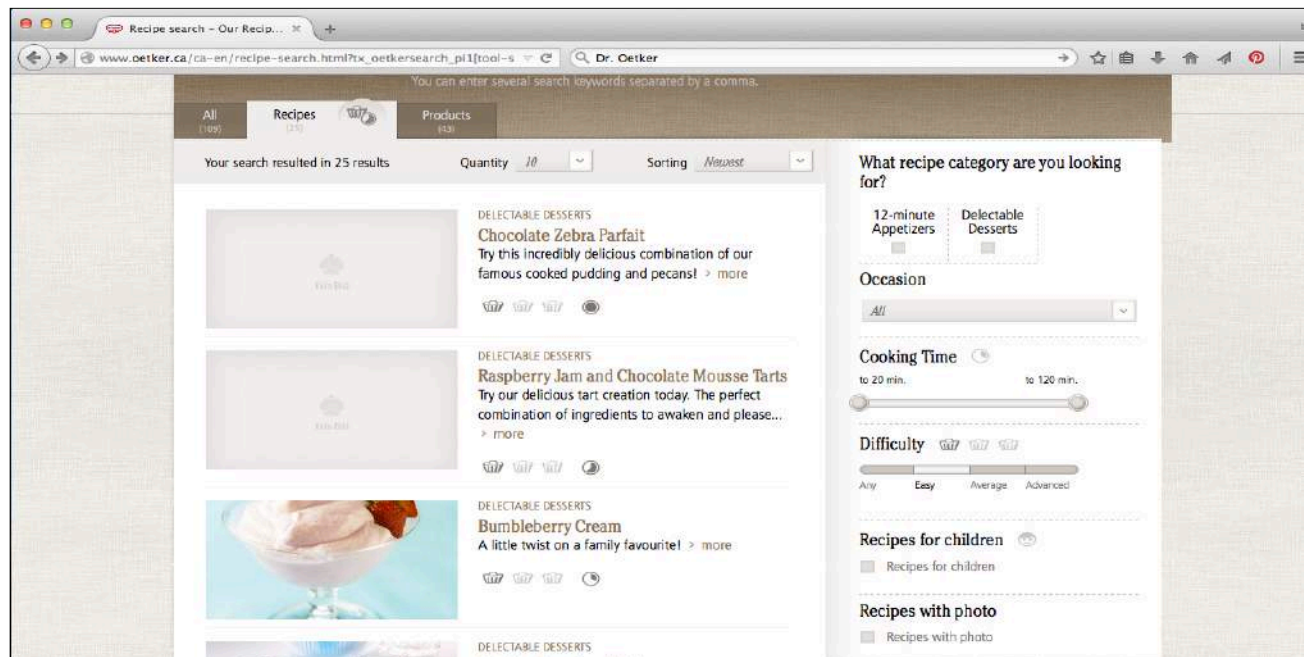 Recipe search – Our Recip...
www.oetker.ca/ca-en/recipe-search.html?tx_oetkersearch_pi1[tool-s
Dr. Oetker
You can enter several search keywords separated by a comma.
All
(109)
Recipes
(25)
Products
(43)
Your search resulted in 25 results
Quantity 10
Sorting Newest
DELECTABLE DESSERTS
Chocolate Zebra Parfait
Try this incredibly delicious combination of our
famous cooked pudding and pecans! > more
DELECTABLE DESSERTS
Raspberry Jam and Chocolate Mousse Tarts
Try our delicious tart creation today. The perfect
combination of ingredients to awaken and please...
> more
DELECTABLE DESSERTS
Bumbleberry Cream
A little twist on a family favourite! > more
DELECTABLE DESSERTS
What recipe category are you looking
for?
12-minute
Appetizers
Delectable
Desserts
Occasion
All
Cooking Time
to 20 min. to 120 min.
Difficulty
Any Easy Average Advanced
Recipes for children
Recipes for children
Recipes with photo
Recipes with photo